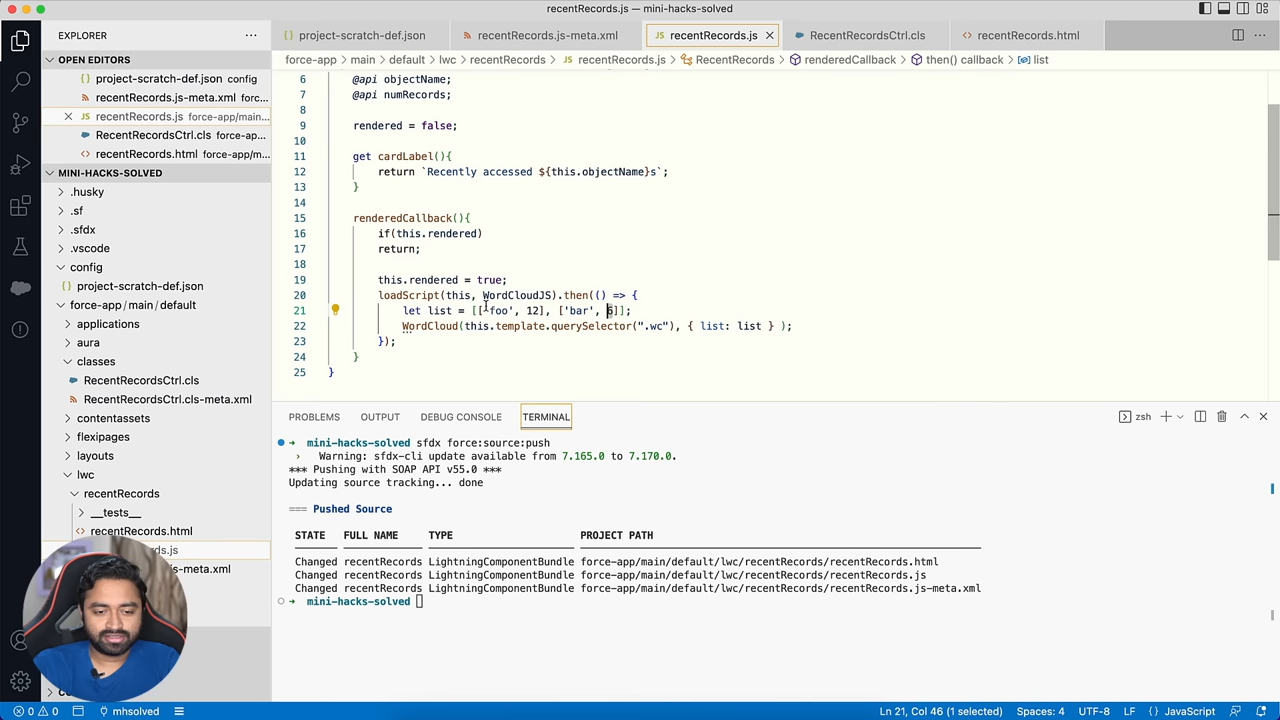 recentRecords.js — mini-hacks-solved
EXPLORER
OPEN EDITORS
project-scratch-def.json config
recentRecords.js-meta.xml forc...
recentRecords.js force-app/main...
RecentRecordsCtrl.cls force-ap...
recentRecords.html force-app/m...
MINI-HACKS-SOLVED
.husky
.sf
.sfdx
.vscode
config
project-scratch-def.json
force-app/main/default
applications
aura
classes
RecentRecordsCtrl.cls
RecentRecordsCtrl.cls-meta.xml
contentassets
flexipages
layouts
lwc
recentRecords
__tests__
recentRecords.html
project-scratch-def.json
recentRecords.js-meta.xml
recentRecords.js
RecentRecordsCtrl.cls
recentRecords.html
force-app > main > default > lwc > recentRecords > recentRecords.js > RecentRecords > renderedCallback > then() callback > list
6 @api objectName;
7 @api numRecords;
8
9 rendered = false;
10
11 get cardLabel(){
12 return `Recently accessed ${this.objectName}s`;
13 }
14
15 renderedCallback(){
16 if(this.rendered)
17 return;
18
19 this.rendered = true;
20 loadScript(this, WordCloudJS).then(() => {
21 let list = [['foo', 12], ['bar', 6]];
22 WordCloud(this.template.querySelector(".wc"), { list: list } );
23 });
24 }
25 }
PROBLEMS OUTPUT DEBUG CONSOLE TERMINAL
zsh
mini-hacks-solved sfdx force:source:push
› Warning: sfdx-cli update available from 7.165.0 to 7.170.0.
*** Pushing with SOAP API v55.0 ***
Updating source tracking... done
=== Pushed Source
STATE FULL NAME TYPE PROJECT PATH
Changed recentRecords LightningComponentBundle force-app/main/default/lwc/recentRecords/recentRecords.html
Changed recentRecords LightningComponentBundle force-app/main/default/lwc/recentRecords/recentRecords.js
Changed recentRecords LightningComponentBundle force-app/main/default/lwc/recentRecords/recentRecords.js-meta.xml
mini-hacks-solved
0 0 mhsolved
Ln 21, Col 46 (1 selected) Spaces: 4 UTF-8 LF {} JavaScript